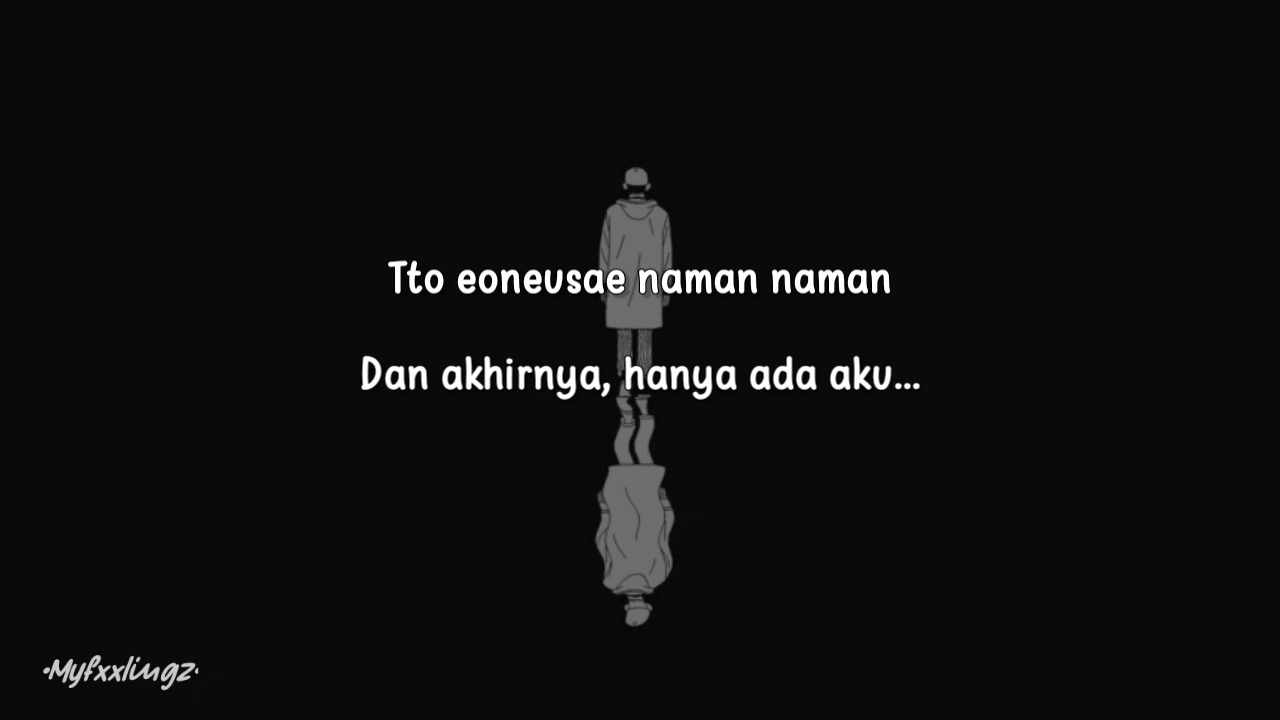 Tto eoneusae naman naman
Dan akhirnya, hanya ada aku...
•Myfxxlingz•